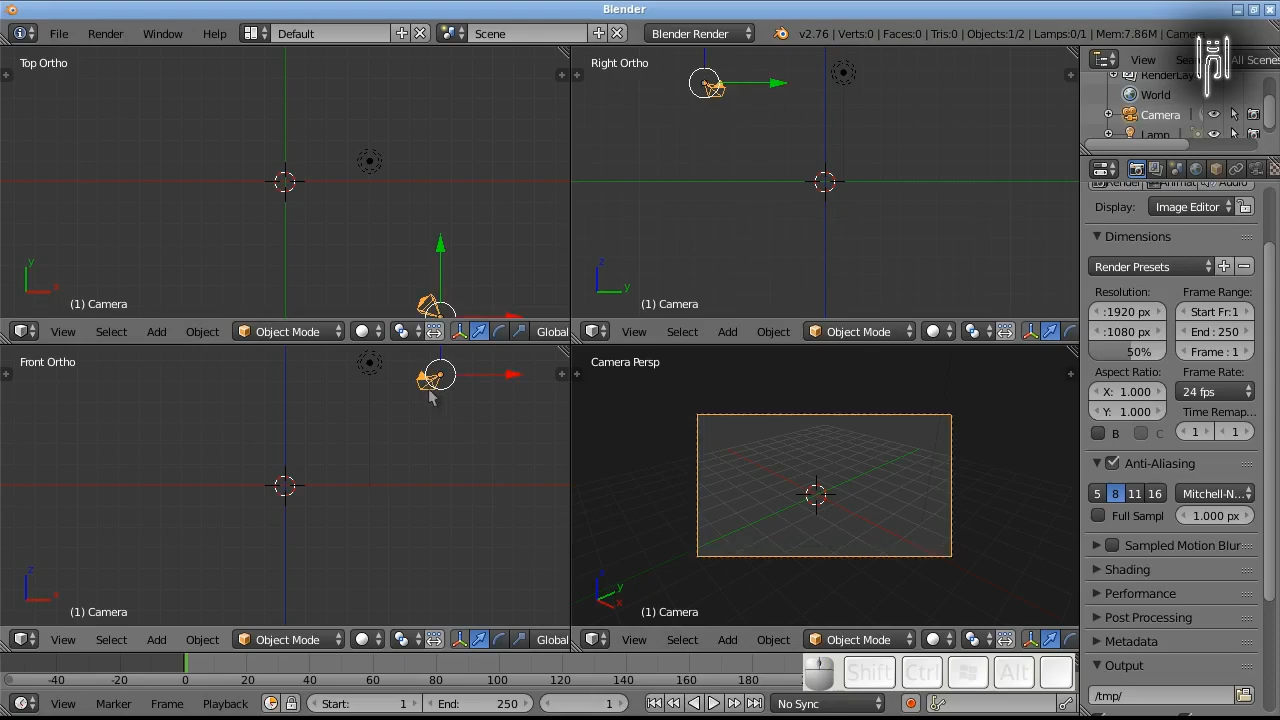 Blender
File Render Window Help Default Scene Blender Render v2.76 | Verts:0 | Faces:0 | Tris:0 | Objects:1/2 | Lamps:0/1 | Mem:7.86M | Camera
View All Scenes
Top Ortho
y
x
(1) Camera
View Select Add Object Object Mode Global
Right Ortho
z
y
(1) Camera
View Select Add Object Object Mode
Front Ortho
z
x
(1) Camera
View Select Add Object Object Mode Global
Camera Persp
z
y
x
(1) Camera
View Select Add Object Object Mode
RenderLay
World
Camera
Lamp
Render Animat Audio
Display: Image Editor
Dimensions
Render Presets
Resolution: Frame Range:
:1920 px Start Fr:1
:1080 px End : 250
50% Frame : 1
Aspect Ratio: Frame Rate:
X: 1.000 24 fps
Y: 1.000 Time Remap...
B C 1 1
Anti-Aliasing
5 8 11 16 Mitchell-N...
Full Sampl 1.000 px
Sampled Motion Blur
Shading
Performance
Post Processing
Metadata
Output
/tmp/
-40 -20 0 20 40 60 80 100 120 140 160 180
Shift Ctrl Alt
View Marker Frame Playback Start: 1 End: 250 1 No Sync